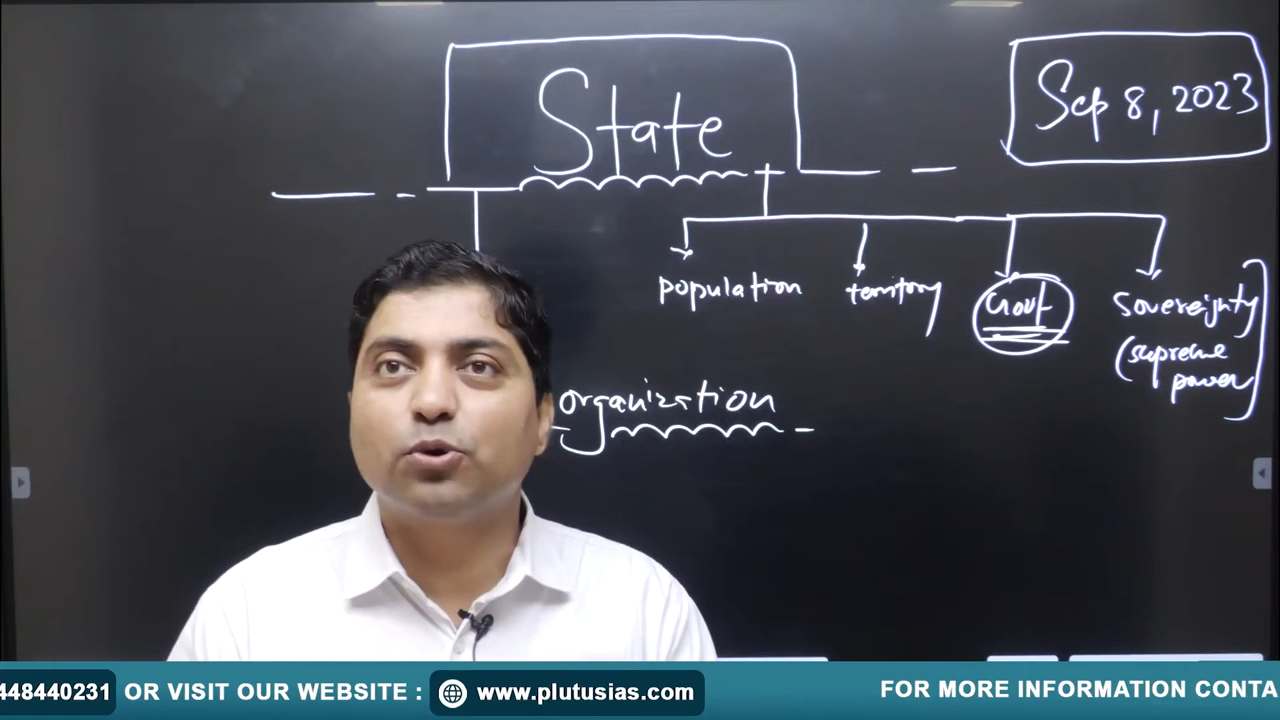 State
Sep 8, 2023
population
territory
Govt
Sovereignty
(supreme
power
organization
448440231
OR VISIT OUR WEBSITE :
www.plutusias.com
FOR MORE INFORMATION CONTA